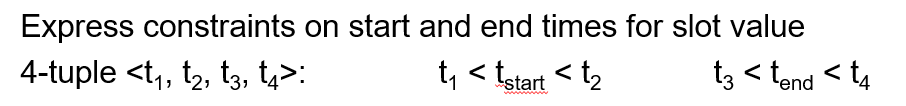 Express constraints on start and end times for slot value
4-tuple <t₁, t₂, t₃, t₄>: t₁ < tstart < t₂ t₃ < tend < t₄